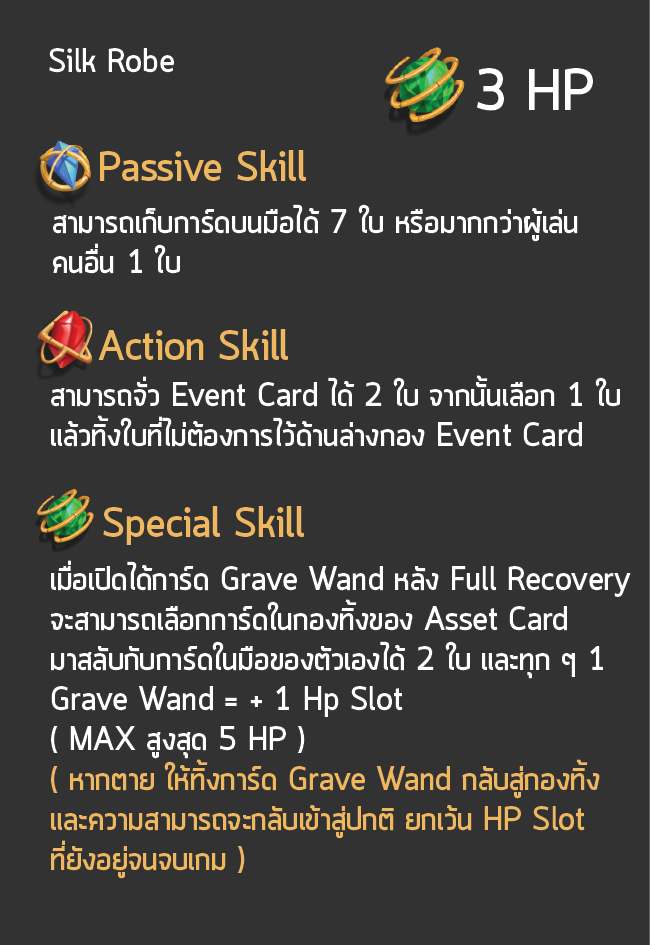 Silk Robe
3 HP
Passive Skill
สามารถเก็บการ์ดบนมือได้ 7 ใบ หรือมากกว่าผู้เล่น
คนอื่น 1 ใบ
Action Skill
สามารถจั่ว Event Card ได้ 2 ใบ จากนั้นเลือก 1 ใบ
แล้วทิ้งใบที่ไม่ต้องการไว้ด้านล่างกอง Event Card
Special Skill
เมื่อเปิดได้การ์ด Grave Wand หลัง Full Recovery
จะสามารถเลือกการ์ดในกองทิ้งของ Asset Card
มาสลับกับการ์ดในมือของตัวเองได้ 2 ใบ และทุก ๆ 1
Grave Wand = + 1 Hp Slot
( MAX สูงสุด 5 HP )
( หากตาย ให้ทิ้งการ์ด Grave Wand กลับสู่กองทิ้ง
และความสามารถจะกลับเข้าสู่ปกติ ยกเว้น HP Slot
ที่ยังอยู่จนจบเกม )